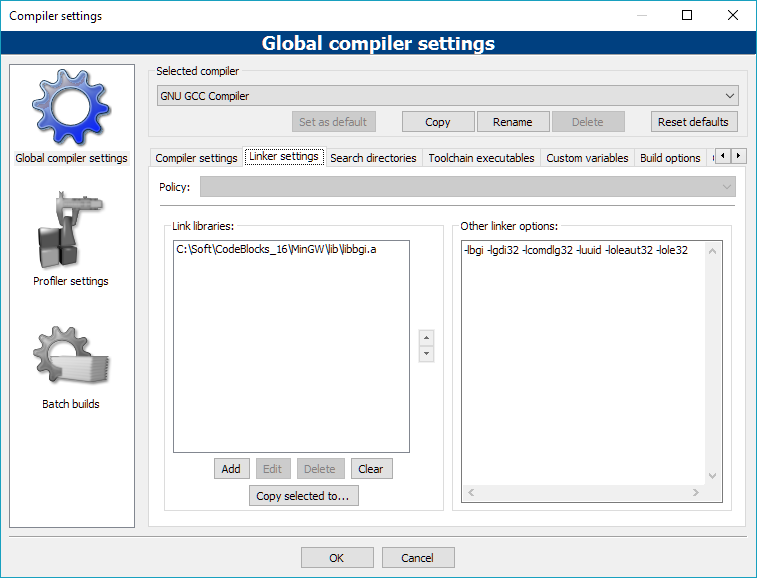 Compiler settings
Global compiler settings
Global compiler settings
Profiler settings
Batch builds
Selected compiler
GNU GCC Compiler
Set as default Copy Rename Delete Reset defaults
Compiler settings Linker settings Search directories Toolchain executables Custom variables Build options
Policy:
Link libraries:
C:\Soft\CodeBlocks_16\MinGW\lib\libbgi.a
Add Edit Delete Clear
Copy selected to...
Other linker options:
-lbgi -lgdi32 -lcomdlg32 -luuid -loleaut32 -lole32
OK Cancel